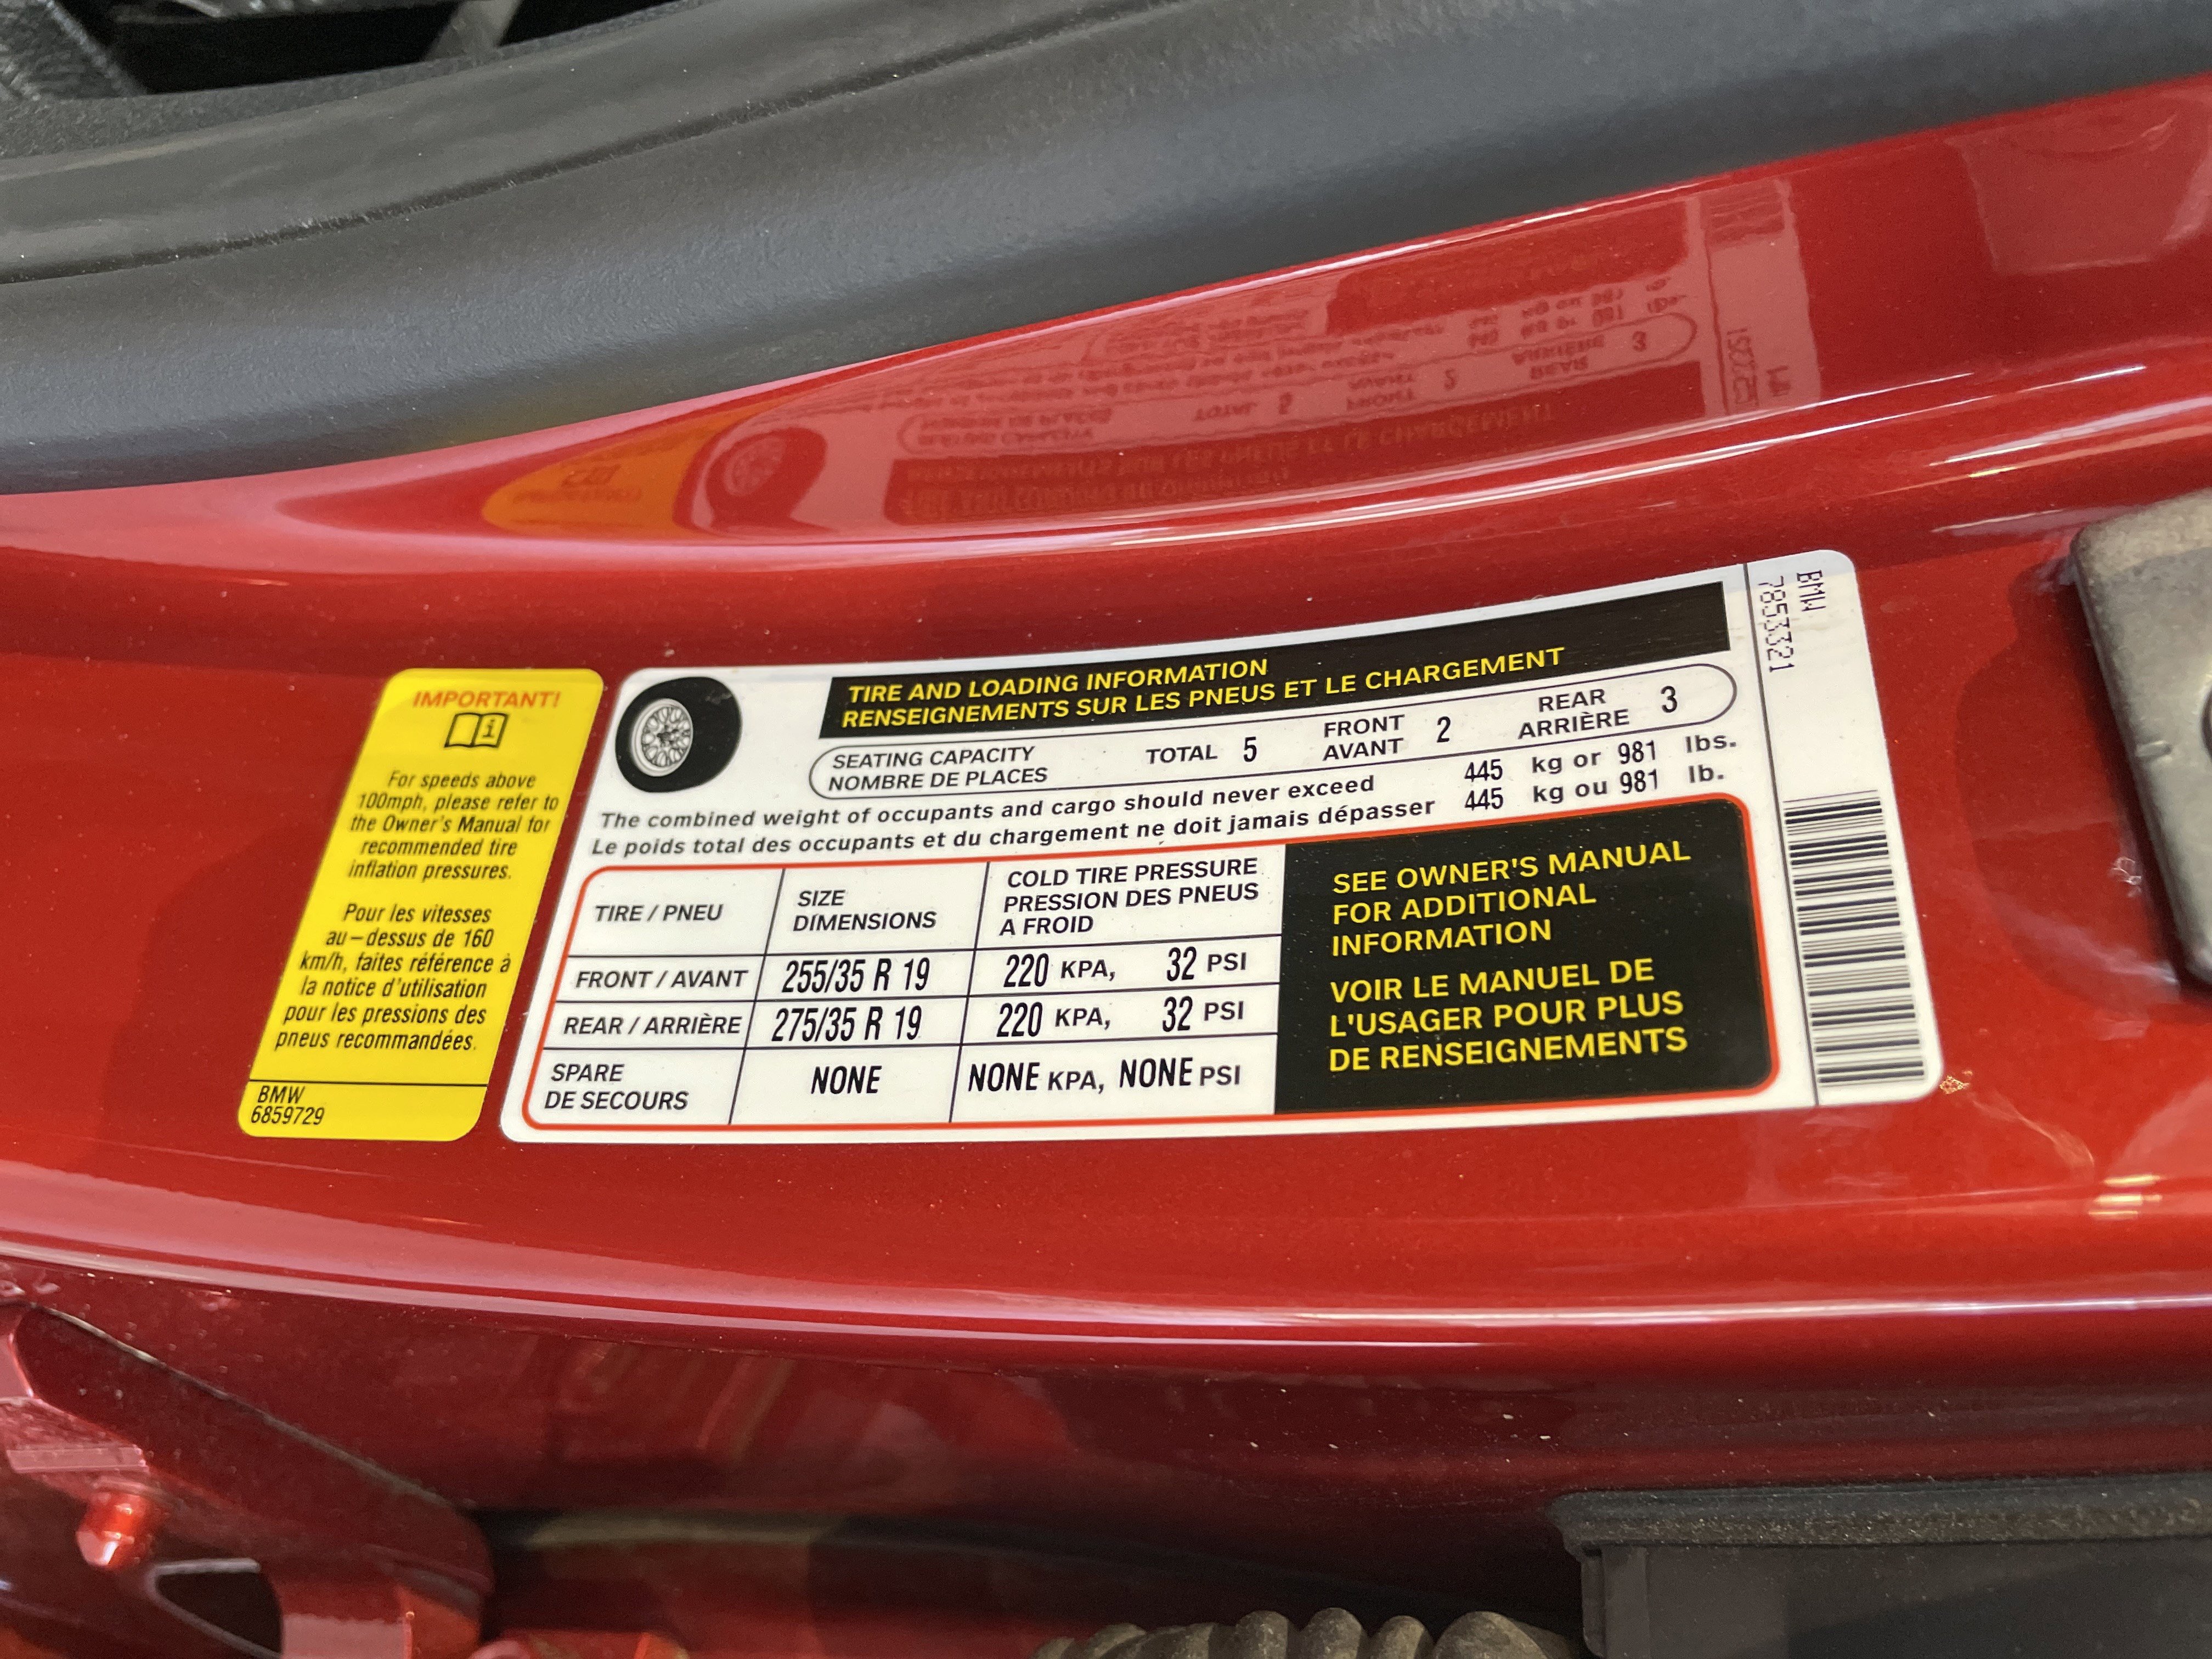 IMPORTANT!
For speeds above
100mph, please refer to
the Owner's Manual for
recommended tire
inflation pressures.
Pour les vitesses
au-dessus de 160
km/h, faites référence à
la notice d'utilisation
pour les pressions des
pneus recommandées.
BMW
6859729
TIRE AND LOADING INFORMATION
RENSEIGNEMENTS SUR LES PNEUS ET LE CHARGEMENT
SEATING CAPACITY
NOMBRE DE PLACES
TOTAL 5
FRONT
AVANT 2
REAR
ARRIÈRE 3
The combined weight of occupants and cargo should never exceed 445 kg or 981 lbs.
Le poids total des occupants et du chargement ne doit jamais dépasser 445 kg ou 981 lb.
TIRE / PNEU
SIZE
DIMENSIONS
COLD TIRE PRESSURE
PRESSION DES PNEUS
A FROID
FRONT / AVANT 255/35 R 19 220 KPA, 32 PSI
REAR / ARRIÈRE 275/35 R 19 220 KPA, 32 PSI
SPARE
DE SECOURS
NONE NONE KPA, NONE PSI
SEE OWNER'S MANUAL
FOR ADDITIONAL
INFORMATION
VOIR LE MANUEL DE
L'USAGER POUR PLUS
DE RENSEIGNEMENTS
BMW
7853321